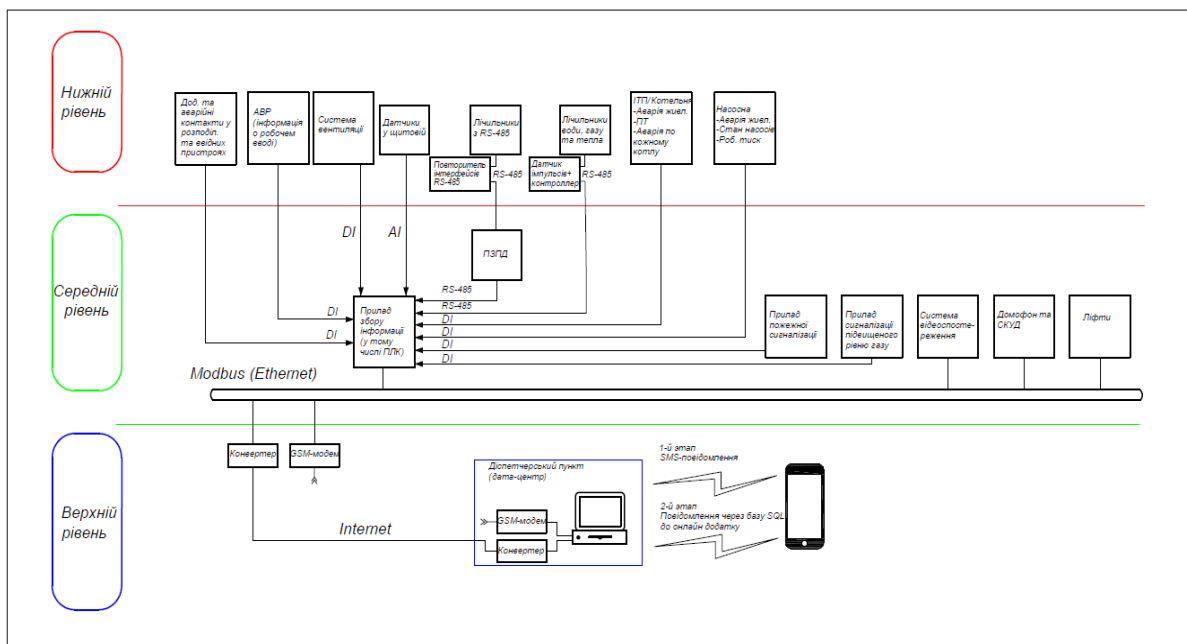 Нижній
рівень
Дод. та
аварійні
контакти у
розподіл.
та ввідних
пристроях
АВР
(інформація
о робочем
вводі)
Система
вентиляції
Датчики
у щитовій
Лічильники
з RS-485
Повторитель
інтерфейсів
RS-485
RS-485
Лічильники
води, газу
та тепла
Датчик
імпульсів+
контроллер
RS-485
ІТП/Котельня
-Аварія живл.
-ПТ
-Аварія по
кожному
котлу
Насосна
-Аварія живл.
-Стан насосів
-Роб. тиск
Середній
рівень
DI
AI
ПЗПД
RS-485
RS-485
DI
DI
DI
DI
DI
DI
Прилад
збору
інформації
(у тому
числі ПЛК)
Прилад
пожежної
сигналізації
Прилад
сигналізації
підвищеного
рівню газу
Система
відеоспосте-
реження
Домофон та
СКУД
Ліфти
Modbus (Ethernet)
Верхній
рівень
Конвертер
GSM-модем
Internet
Діспетчерський пункт
(дата-центр)
GSM-модем
Конвертер
1-й этап
SMS-повідомлення
2-й этап
Повідомлення через базу SQL
до онлайн додатку